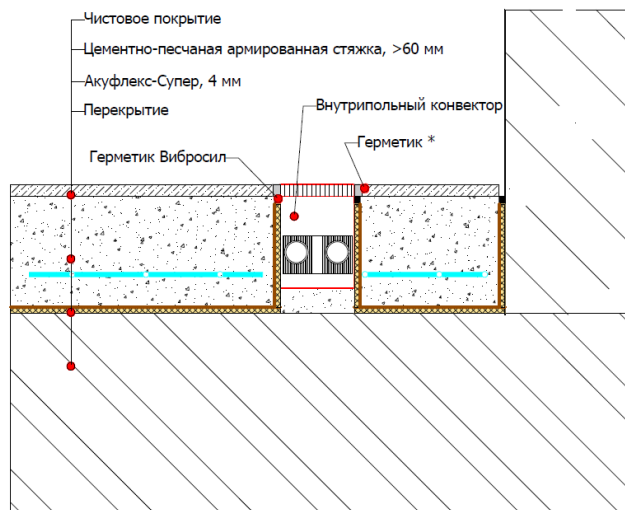 Чистовое покрытие
Цементно-песчаная армированная стяжка, >60 мм
Акуфлекс-Супер, 4 мм
Перекрытие
Внутрипольный конвектор
Герметик *
Герметик Вибросил